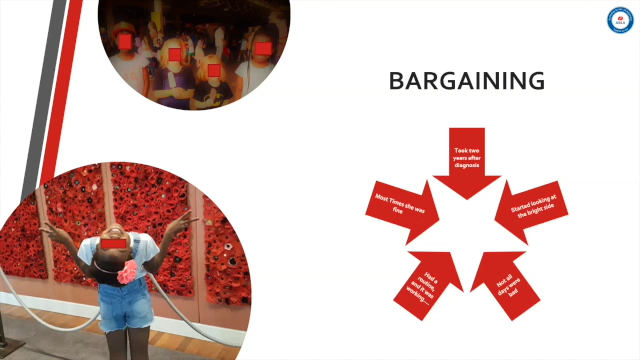 BARGAINING
Took two
years after
diagnosis
Started looking at
the bright side
Not all
days were
bad
Had a
routine,
and it was
working....
Most Times she was
fine